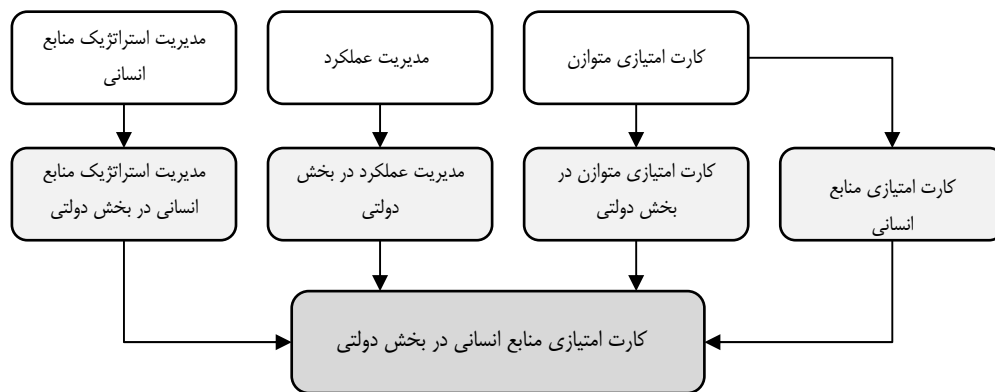 کارت امتیازی متوازن
مدیریت عملکرد
مدیریت استراتژیک منابع
انسانی
کارت امتیازی منابع
انسانی
کارت امتیازی متوازن در
بخش دولتی
مدیریت عملکرد در بخش
دولتی
مدیریت استراتژیک منابع
انسانی در بخش دولتی
کارت امتیازی منابع انسانی در بخش دولتی